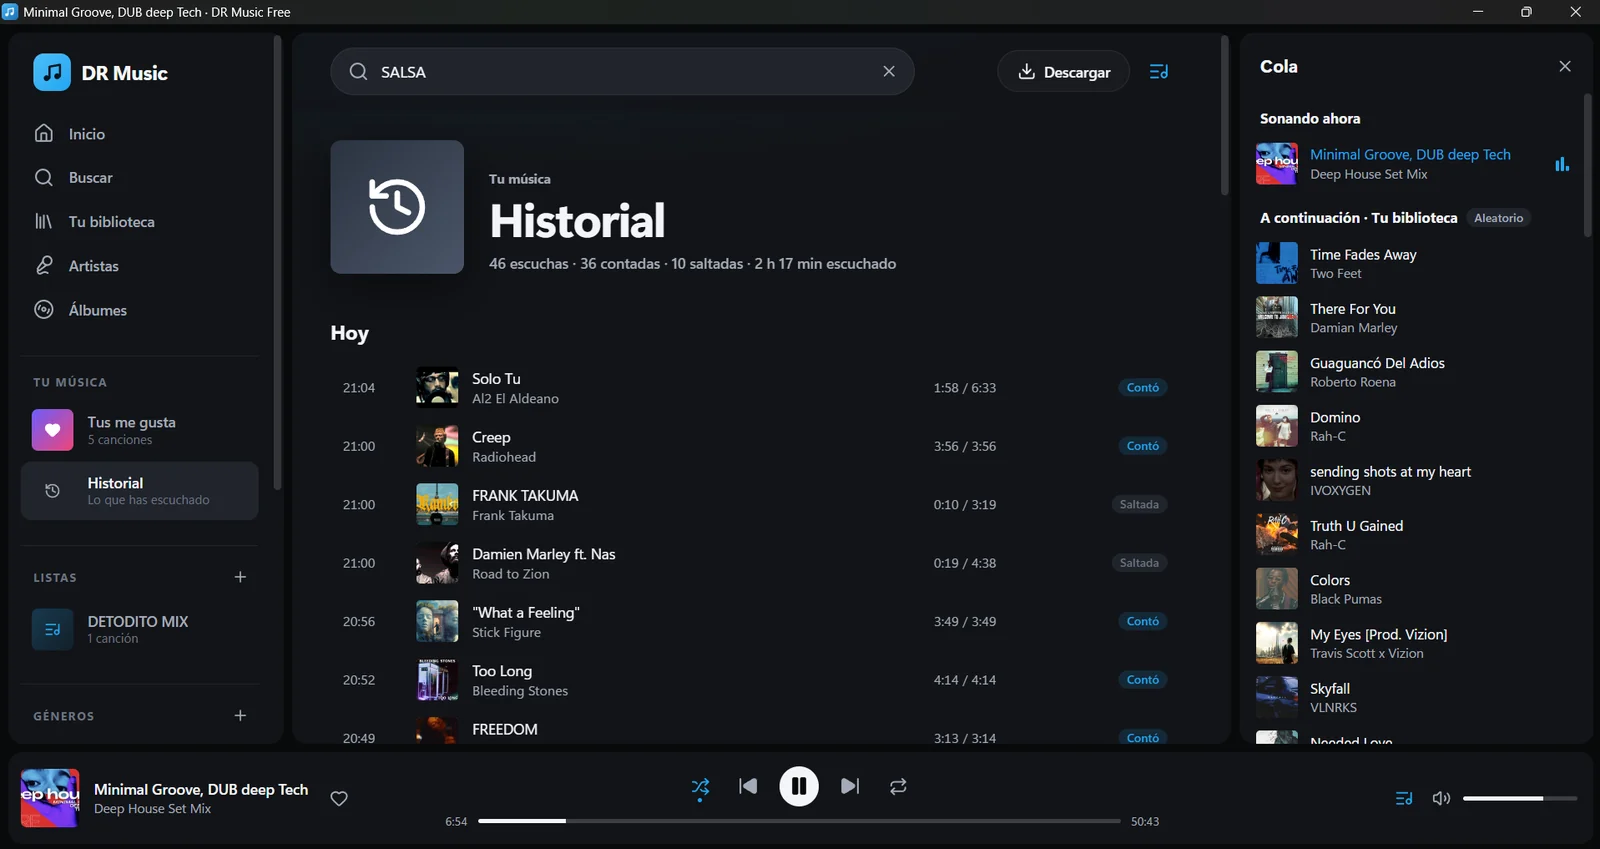 Minimal Groove, DUB deep Tech · DR Music Free
DR Music
Inicio
Buscar
Tu biblioteca
Artistas
Álbumes
TU MÚSICA
Tus me gusta
5 canciones
Historial
Lo que has escuchado
LISTAS
DETODITO MIX
1 canción
GÉNEROS
SALSA
Descargar
Tu música
Historial
46 escuchas · 36 contadas · 10 saltadas · 2 h 17 min escuchado
Hoy
21:04
Solo Tu
Al2 El Aldeano
1:58 / 6:33
Contó
21:00
Creep
Radiohead
3:56 / 3:56
Contó
21:00
FRANK TAKUMA
Frank Takuma
0:10 / 3:19
Saltada
21:00
Damien Marley ft. Nas
Road to Zion
0:19 / 4:38
Saltada
20:56
"What a Feeling"
Stick Figure
3:49 / 3:49
Contó
20:52
Too Long
Bleeding Stones
4:14 / 4:14
Contó
20:49
FREEDOM
3:13 / 3:14
Contó
Cola
Sonando ahora
Minimal Groove, DUB deep Tech
Deep House Set Mix
A continuación · Tu biblioteca
Aleatorio
Time Fades Away
Two Feet
There For You
Damian Marley
Guaguancó Del Adios
Roberto Roena
Domino
Rah-C
sending shots at my heart
IVOXYGEN
Truth U Gained
Rah-C
Colors
Black Pumas
My Eyes [Prod. Vizion]
Travis Scott x Vizion
Skyfall
VLNRKS
Needed Love
ep hou
Minimal Groove, DUB deep Tech
Deep House Set Mix
6:54
50:43